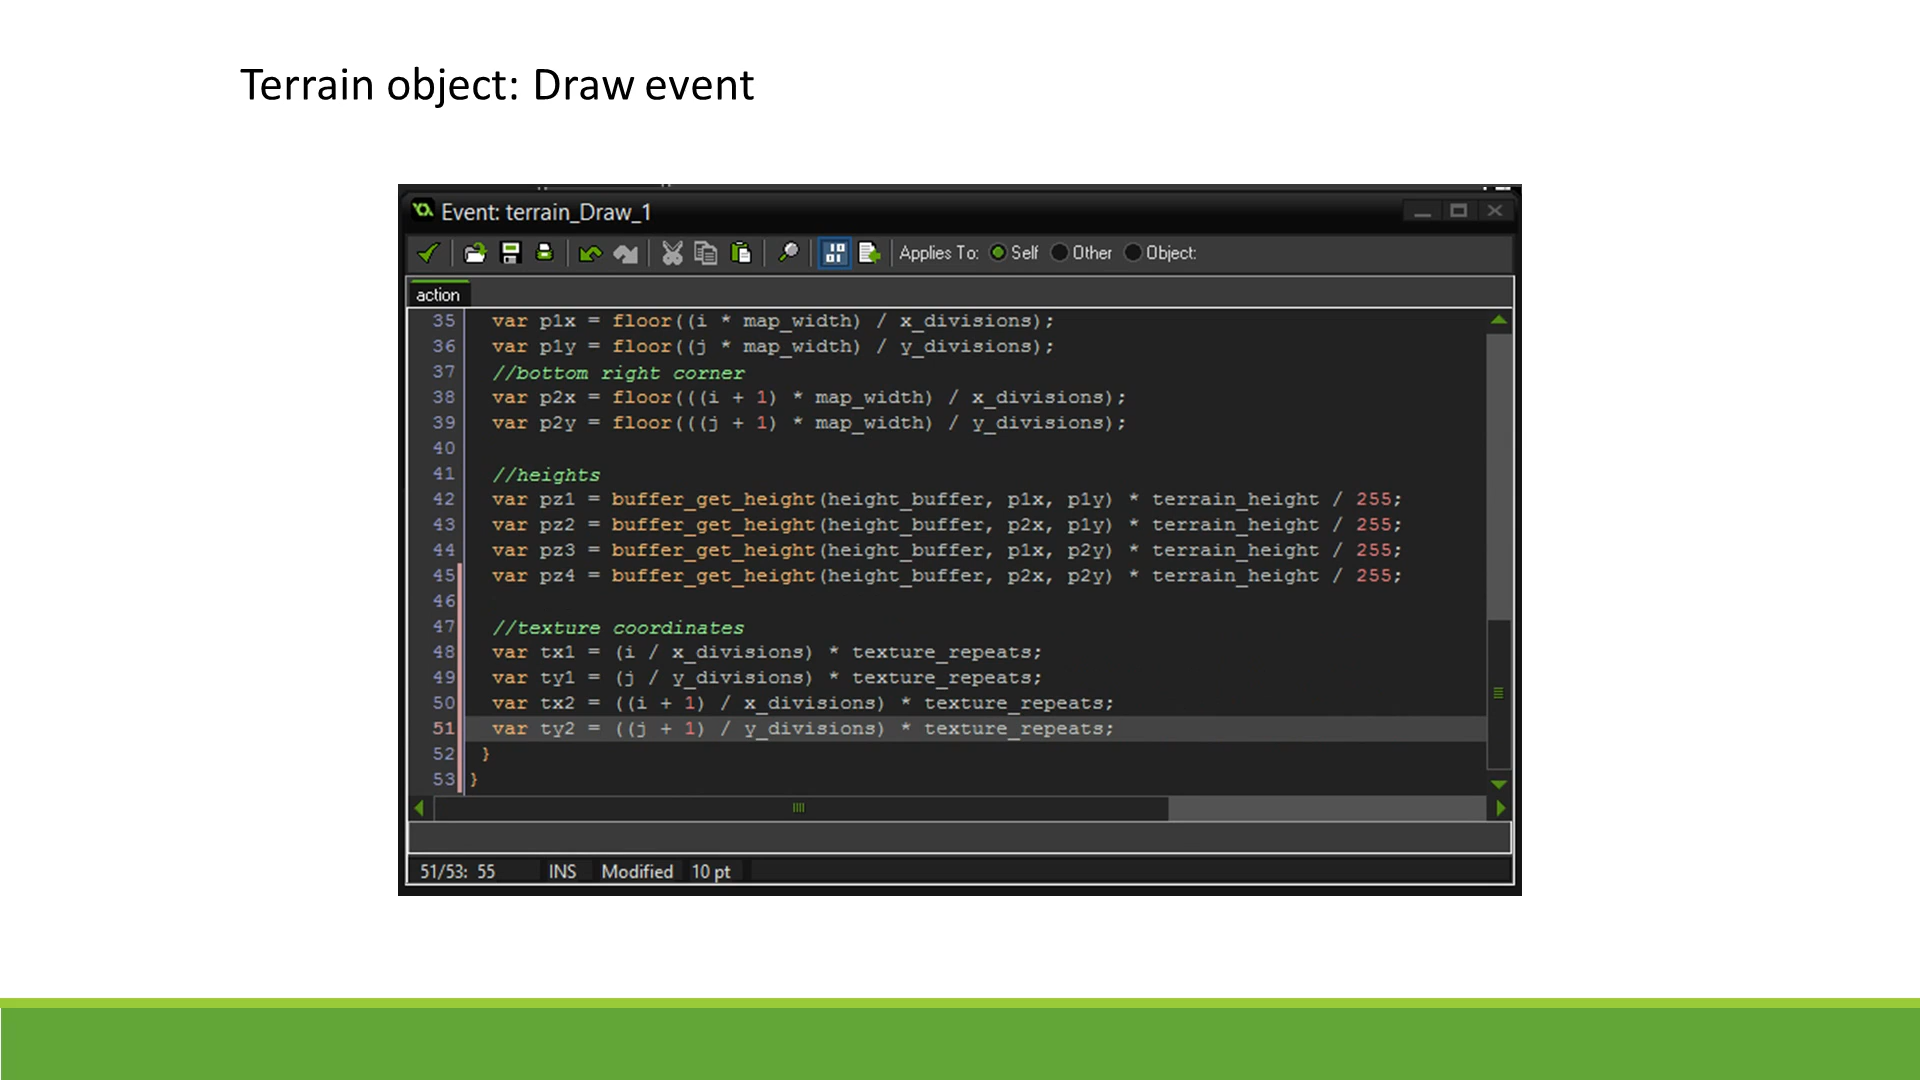 Terrain object: Draw event
Event: terrain_Draw_1
Applies To: Self Other Object:
action
35 var p1x = floor((i * map_width) / x_divisions);
36 var p1y = floor((j * map_width) / y_divisions);
37 //bottom right corner
38 var p2x = floor(((i + 1) * map_width) / x_divisions);
39 var p2y = floor(((j + 1) * map_width) / y_divisions);
40
41 //heights
42 var pz1 = buffer_get_height(height_buffer, p1x, p1y) * terrain_height / 255;
43 var pz2 = buffer_get_height(height_buffer, p2x, p1y) * terrain_height / 255;
44 var pz3 = buffer_get_height(height_buffer, p1x, p2y) * terrain_height / 255;
45 var pz4 = buffer_get_height(height_buffer, p2x, p2y) * terrain_height / 255;
46
47 //texture coordinates
48 var tx1 = (i / x_divisions) * texture_repeats;
49 var ty1 = (j / y_divisions) * texture_repeats;
50 var tx2 = ((i + 1) / x_divisions) * texture_repeats;
51 var ty2 = ((j + 1) / y_divisions) * texture_repeats;
52 }
53 }
51/53: 55 INS Modified 10 pt